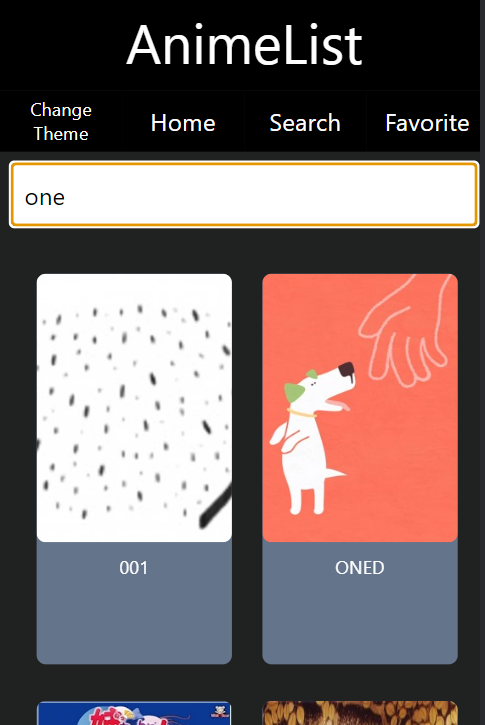 AnimeList
Change
Theme
Home
Search
Favorite
one
001
ONED